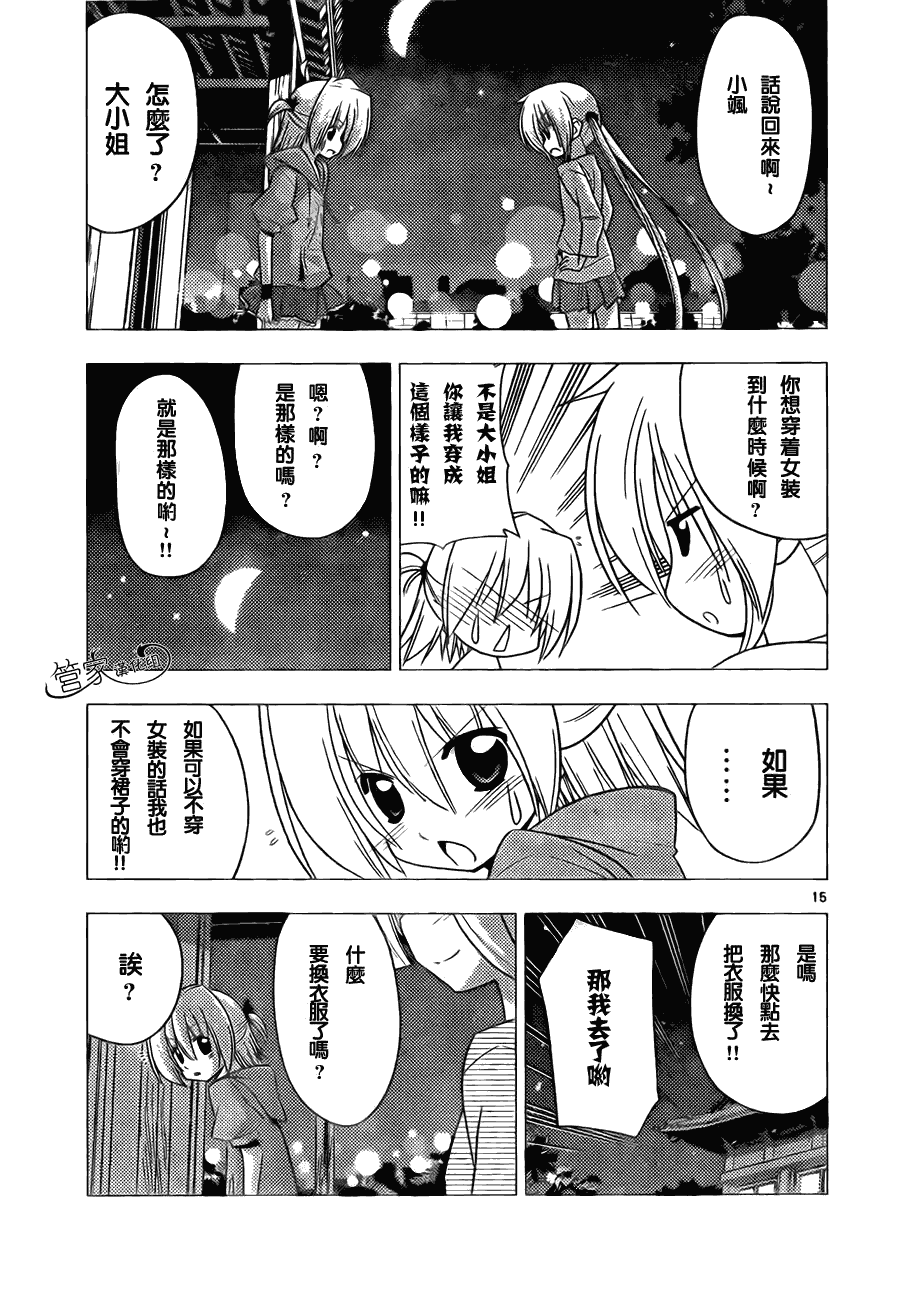 話說回來啊~
小颯
怎麼了?
大小姐
你想穿着女裝
到什麼時候啊?
不是大小姐
你讓我穿成
這個樣子的嘛!!
嗯?啊?
是那樣的嗎?
就是那樣的喲~!!
管家
漢化組
如果
......
如果可以不穿
女裝的話我也
不會穿裙子的喲!!
15
是嗎
那麼快點去
把衣服換了!!
那我去了喲
什麼
要換衣服了嗎?
誒?